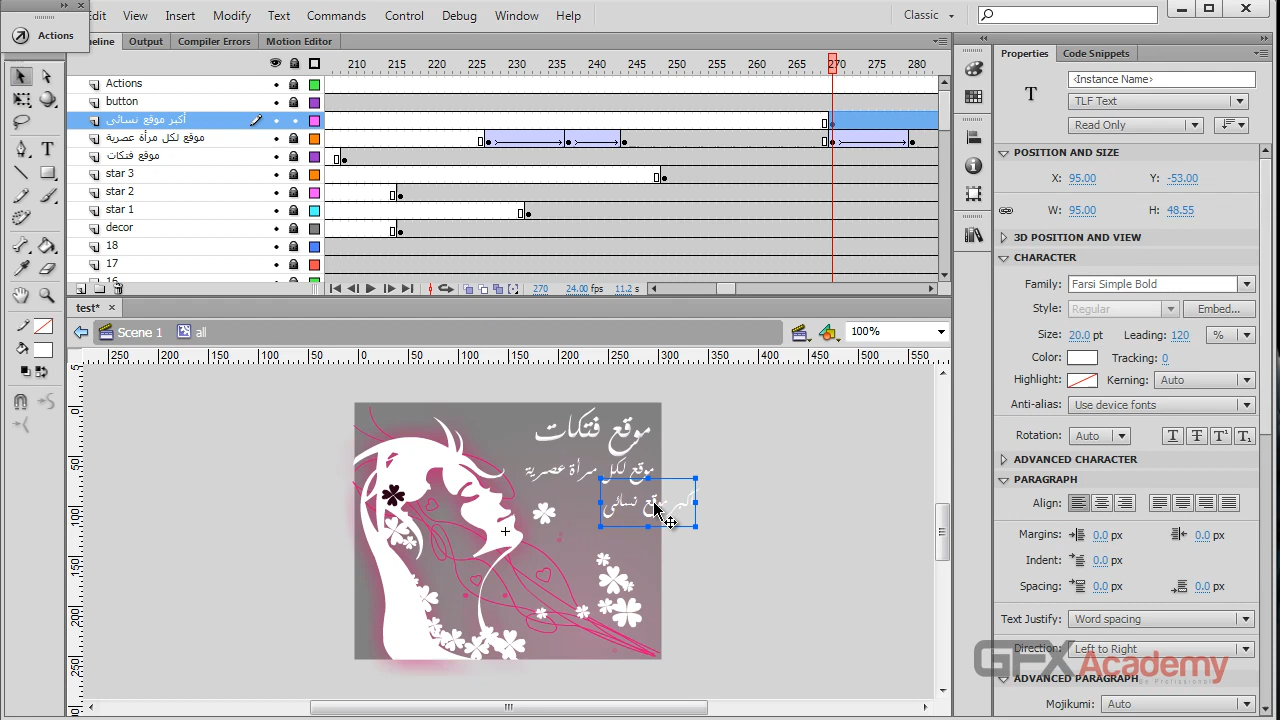 Edit View Insert Modify Text Commands Control Debug Window Help Classic
Actions
Timeline Output Compiler Errors Motion Editor
210 215 220 225 230 235 240 245 250 255 260 265 270 275 280
Actions
button
أكبر موقع نسائى
موقع لكل مرأة عصرية
موقع فتكات
star 3
star 2
star 1
decor
18
17
16
270 24.00 fps 11.2 s
test*
Scene 1 all 100%
250 200 150 100 50 0 50 100 150 200 250 300 350 400 450 500 550
موقع فتكات
موقع لكل مرأة عصرية
أكبر موقع نسائى
Properties Code Snippets
<Instance Name>
TLF Text
Read Only
POSITION AND SIZE
X: 95.00 Y: -53.00
W: 95.00 H: 48.55
3D POSITION AND VIEW
CHARACTER
Family: Farsi Simple Bold
Style: Regular Embed...
Size: 20.0 pt Leading: 120 %
Color: Tracking: 0
Highlight: Kerning: Auto
Anti-alias: Use device fonts
Rotation: Auto T T T¹ T₁
ADVANCED CHARACTER
PARAGRAPH
Align:
Margins: 0.0 px 0.0 px
Indent: 0.0 px
Spacing: 0.0 px 0.0 px
Text Justify: Word spacing
Direction: Left to Right
GFXAcademy
ADVANCED PARAGRAPH
Mojikumi: Auto